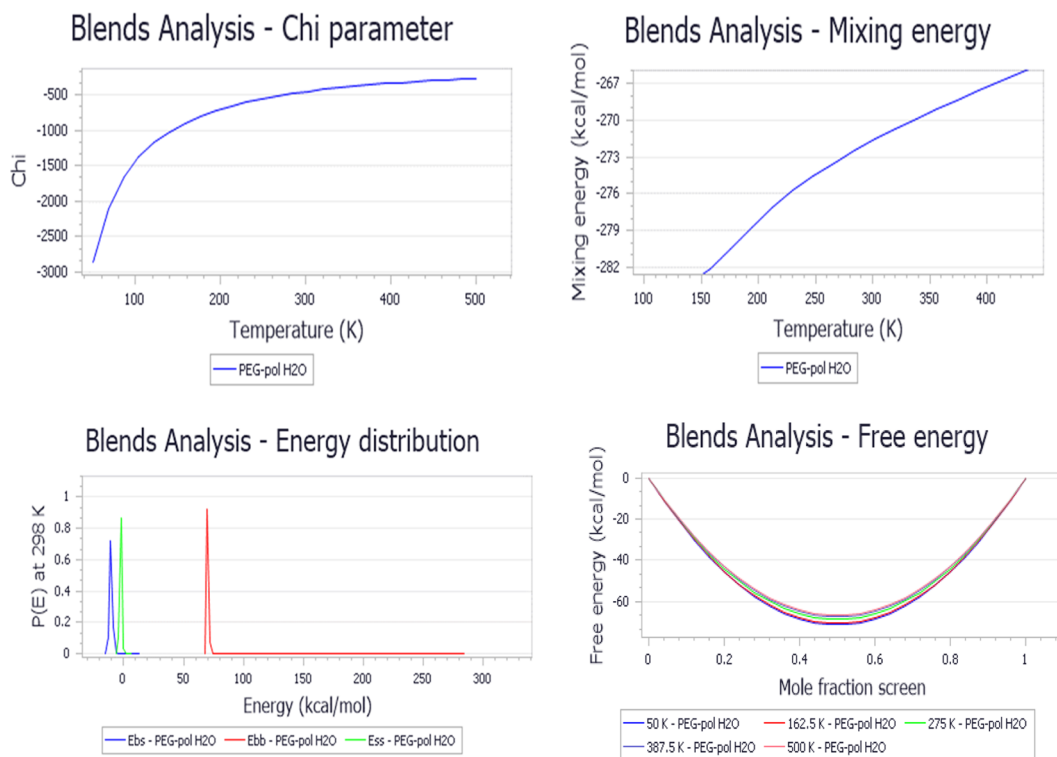 Blends Analysis - Chi parameter
-500
-1000
-1500
-2000
-2500
-3000
Chi
100 200 300 400 500
Temperature (K)
PEG-pol H2O
Blends Analysis - Mixing energy
-267
-270
-273
-276
-279
-282
Mixing energy (kcal/mol)
100 150 200 250 300 350 400
Temperature (K)
PEG-pol H2O
Blends Analysis - Energy distribution
1
0.8
0.6
0.4
0.2
0
P(E) at 298 K
0 50 100 150 200 250 300
Energy (kcal/mol)
Ebs - PEG-pol H2O Ebb - PEG-pol H2O Ess - PEG-pol H2O
Blends Analysis - Free energy
0
-20
-40
-60
Free energy (kcal/mol)
0 0.2 0.4 0.6 0.8 1
Mole fraction screen
50 K - PEG-pol H2O 162.5 K - PEG-pol H2O 275 K - PEG-pol H2O
387.5 K - PEG-pol H2O 500 K - PEG-pol H2O